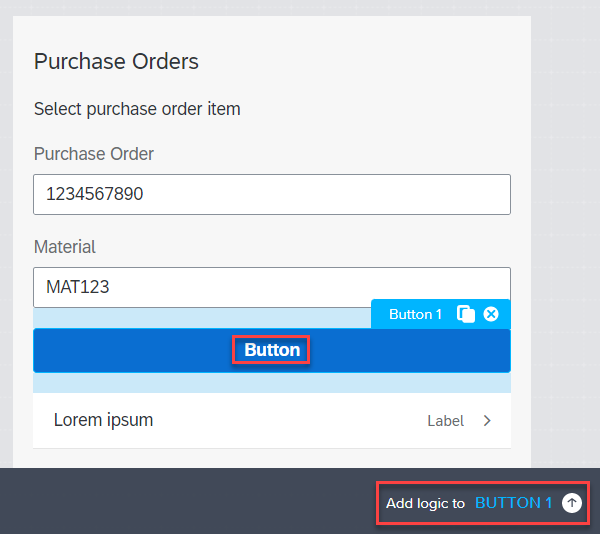 Purchase Orders
Select purchase order item
Purchase Order
1234567890
Material
MAT123
Button 1
Button
Lorem ipsum Label
Add logic to BUTTON 1